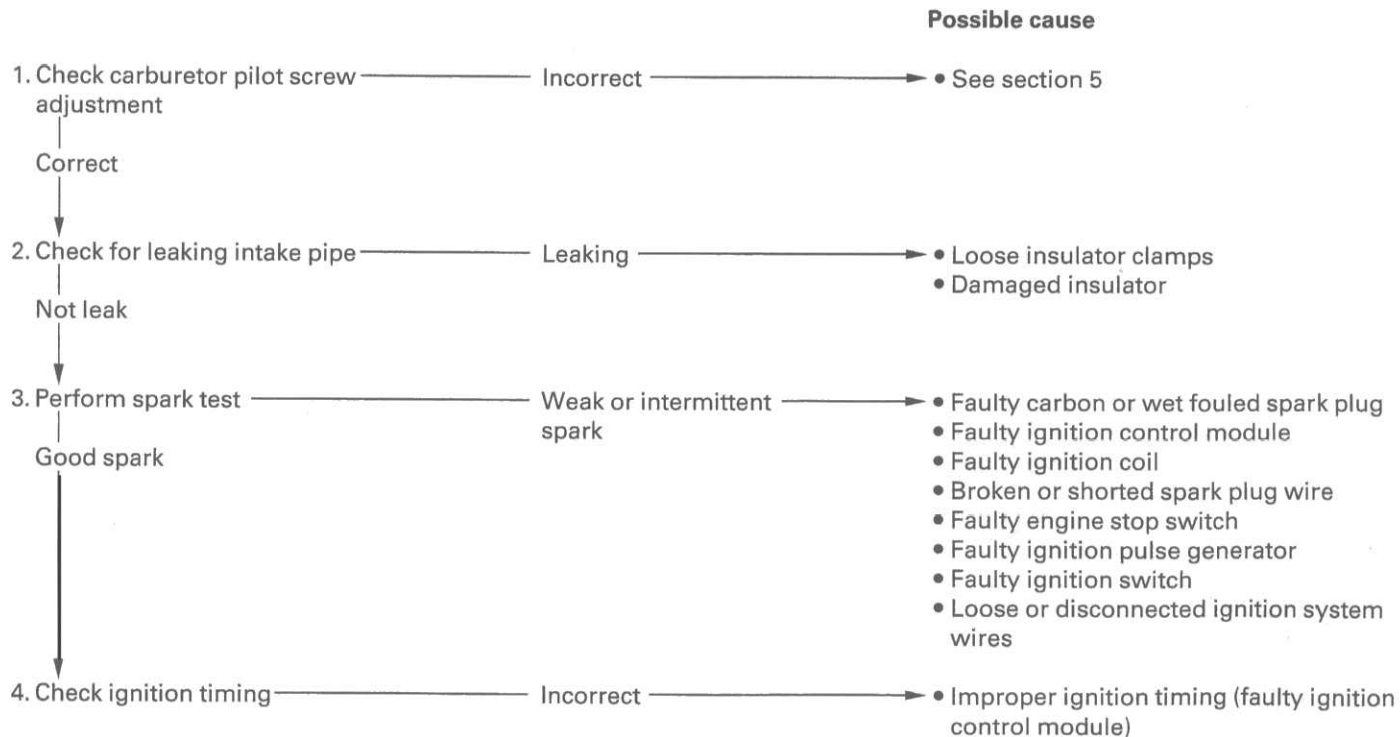 Possible cause
1. Check carburetor pilot screw
adjustment
Incorrect
• See section 5
Correct
2. Check for leaking intake pipe
Leaking
• Loose insulator clamps
• Damaged insulator
Not leak
3. Perform spark test
Weak or intermittent
spark
• Faulty carbon or wet fouled spark plug
• Faulty ignition control module
• Faulty ignition coil
• Broken or shorted spark plug wire
• Faulty engine stop switch
• Faulty ignition pulse generator
• Faulty ignition switch
• Loose or disconnected ignition system
wires
Good spark
4. Check ignition timing
Incorrect
• Improper ignition timing (faulty ignition
control module)